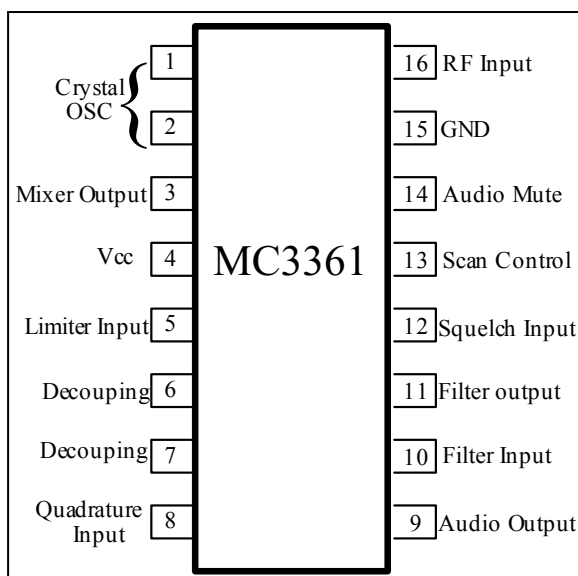 Crystal
OSC
1
2
Mixer Output 3
Vcc 4
Limiter Input 5
Decouping 6
Decouping 7
Quadrature
Input
8
MC3361
16 RF Input
15 GND
14 Audio Mute
13 Scan Control
12 Squelch Input
11 Filter output
10 Filter Input
9 Audio Output